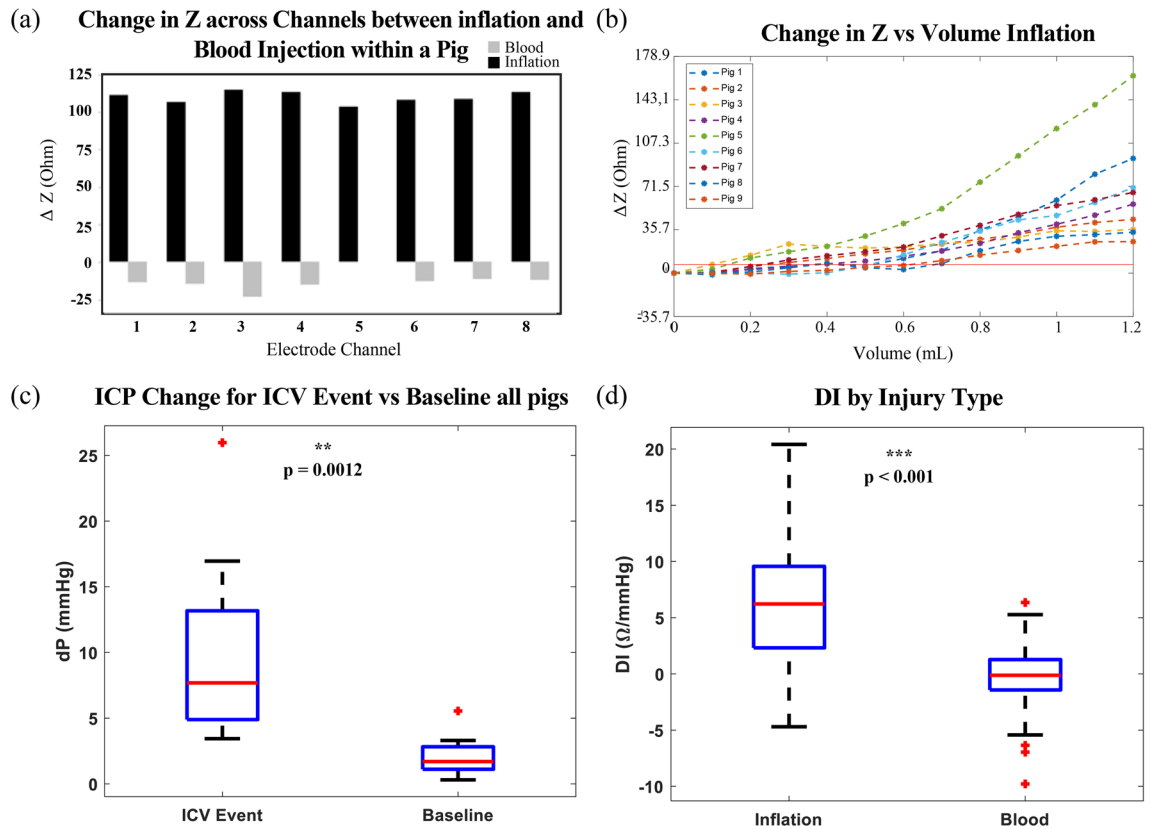 (a)
Change in Z across Channels between inflation and
Blood Injection within a Pig
Blood
Inflation
125
100
75
50
25
0
-25
Δ Z (Ohm)
1 2 3 4 5 6 7 8
Electrode Channel
(b)
Change in Z vs Volume Inflation
178.9
143,1
107.3
71.5
35.7
0
-35.7
Δ Z (Ohm)
Pig 1
Pig 2
Pig 3
Pig 4
Pig 5
Pig 6
Pig 7
Pig 8
Pig 9
0 0.2 0.4 0.6 0.8 1 1.2
Volume (mL)
(c)
ICP Change for ICV Event vs Baseline all pigs
**
p = 0.0012
25
20
15
10
5
0
dP (mmHg)
ICV Event Baseline
(d)
DI by Injury Type
***
p < 0.001
20
15
10
5
0
-5
-10
DI (Ω/mmHg)
Inflation Blood